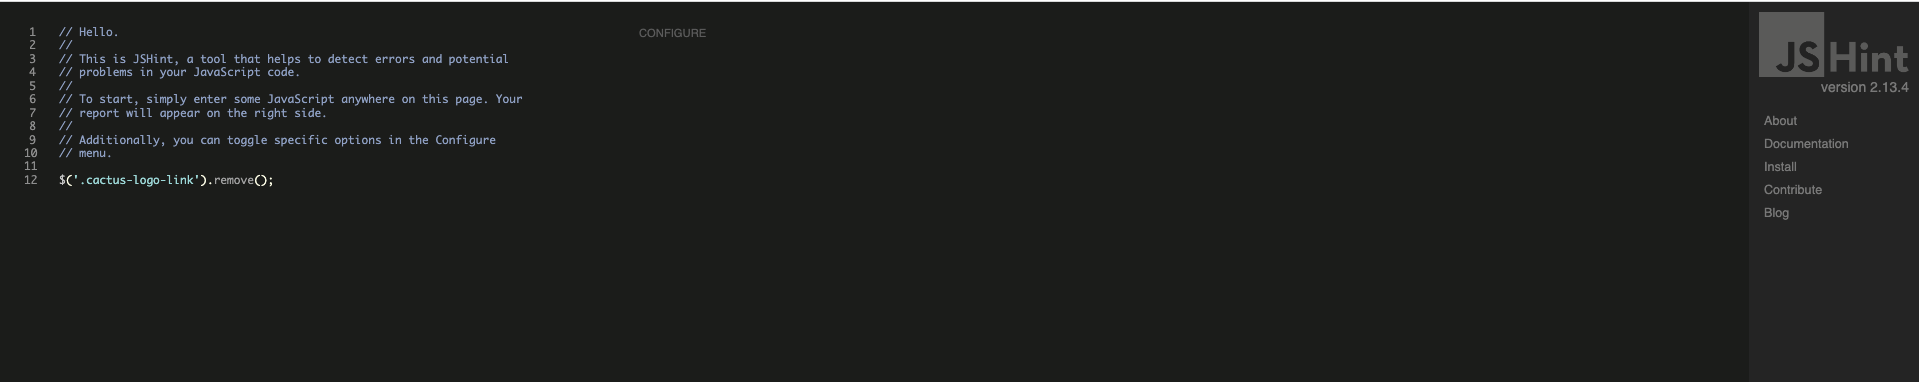 1 // Hello.
2 //
3 // This is JSHint, a tool that helps to detect errors and potential
4 // problems in your JavaScript code.
5 //
6 // To start, simply enter some JavaScript anywhere on this page. Your
7 // report will appear on the right side.
8 //
9 // Additionally, you can toggle specific options in the Configure
10 // menu.
11
12 $('.cactus-logo-link').remove();
CONFIGURE
JSHint
version 2.13.4
About
Documentation
Install
Contribute
Blog